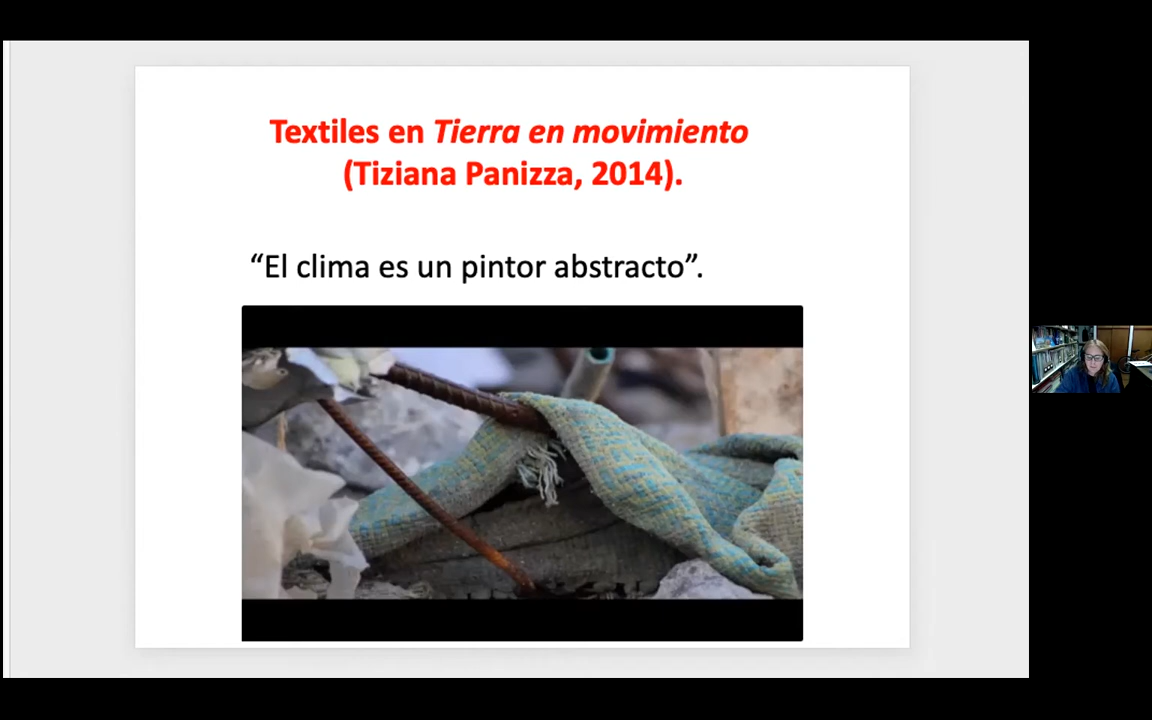 Textiles en Tierra en movimiento
(Tiziana Panizza, 2014).
“El clima es un pintor abstracto”.